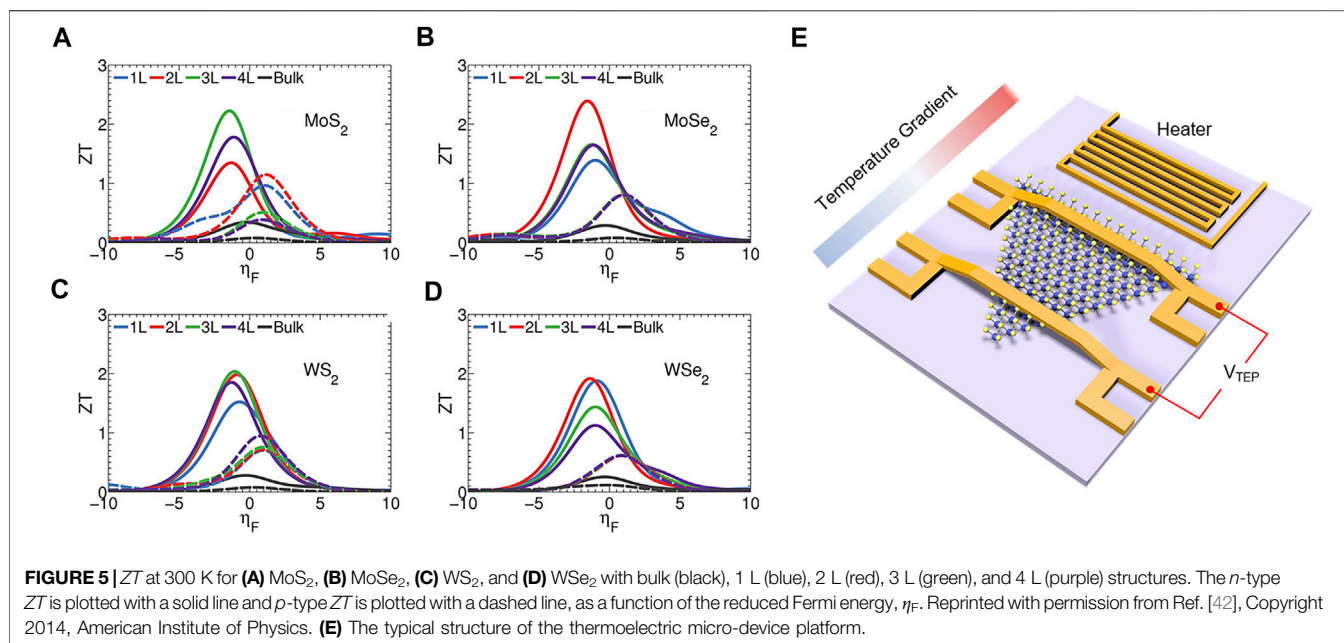 A
B
E
3
1L 2L 3L 4L Bulk
MoS2
2
ZT
1
0
−10 −5 0 5 10
ηF
3
1L 2L 3L 4L Bulk
MoSe2
2
ZT
1
0
−10 −5 0 5 10
ηF
C
D
3
1L 2L 3L 4L Bulk
WS2
2
ZT
1
0
−10 −5 0 5 10
ηF
3
1L 2L 3L 4L Bulk
WSe2
2
ZT
1
0
−10 −5 0 5 10
ηF
Temperature Gradient
Heater
VTEP
FIGURE 5 | ZT at 300 K for (A) MoS2, (B) MoSe2, (C) WS2, and (D) WSe2 with bulk (black), 1 L (blue), 2 L (red), 3 L (green), and 4 L (purple) structures. The n-type
ZT is plotted with a solid line and p-type ZT is plotted with a dashed line, as a function of the reduced Fermi energy, ηF. Reprinted with permission from Ref. [42], Copyright
2014, American Institute of Physics. (E) The typical structure of the thermoelectric micro-device platform.